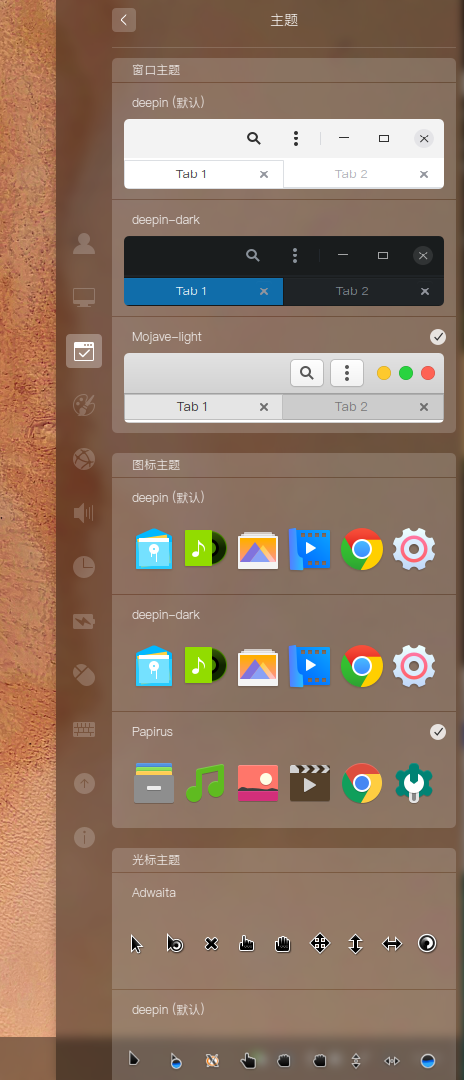 主题
窗口主题
deepin (默认)
Tab 1
Tab 2
deepin-dark
Tab 1
Tab 2
Mojave-light
Tab 1
Tab 2
图标主题
deepin (默认)
deepin-dark
Papirus
光标主题
Adwaita
deepin (默认)